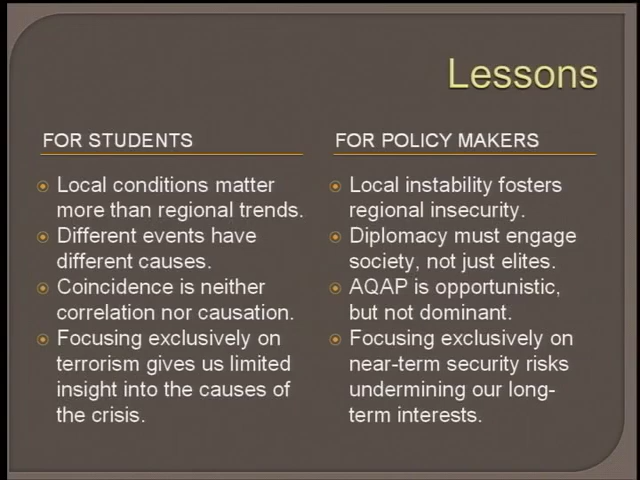 Lessons
FOR STUDENTS
Local conditions matter
more than regional trends.
Different events have
different causes.
Coincidence is neither
correlation nor causation.
Focusing exclusively on
terrorism gives us limited
insight into the causes of
the crisis.
FOR POLICY MAKERS
Local instability fosters
regional insecurity.
Diplomacy must engage
society, not just elites.
AQAP is opportunistic,
but not dominant.
Focusing exclusively on
near-term security risks
undermining our long-
term interests.